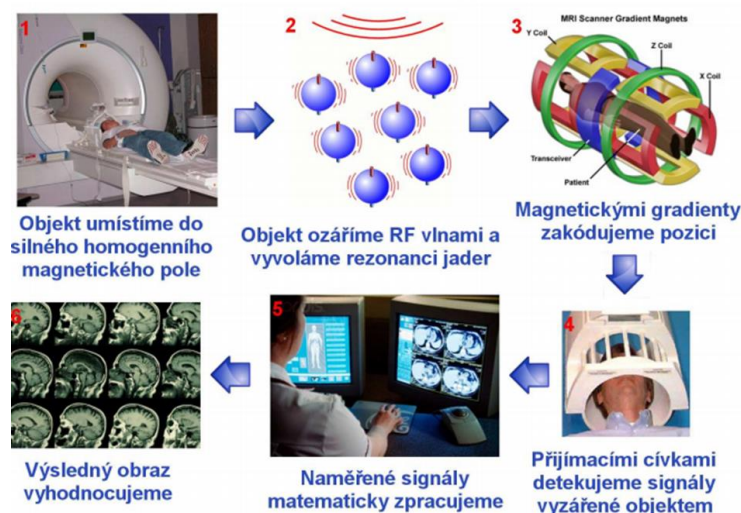 1
Objekt umístíme do
silného homogenního
magnetického pole
2
Objekt ozáříme RF vlnami a
vyvoláme rezonanci jader
3
MRI Scanner Gradient Magnets
Y Coil
Z Coil
X Coil
Transceiver
Patient
Magnetickými gradienty
zakódujeme pozici
4
Přijímacími cívkami
detekujeme signály
vyzářené objektem
5
Naměřené signály
matematicky zpracujeme
6
Výsledný obraz
vyhodnocujeme